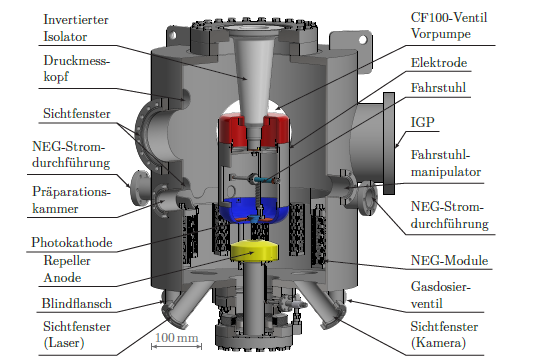 Invertierter
Isolator
Druckmess-
kopf
Sichtfenster
NEG-Strom-
durchführung
Präparations-
kammer
Photokathode
Repeller
Anode
Blindflansch
Sichtfenster
(Laser)
100 mm
CF100-Ventil
Vorpumpe
Elektrode
Fahrstuhl
IGP
Fahrstuhl-
manipulator
NEG-Strom-
durchführung
NEG-Module
Gasdosier-
ventil
Sichtfenster
(Kamera)